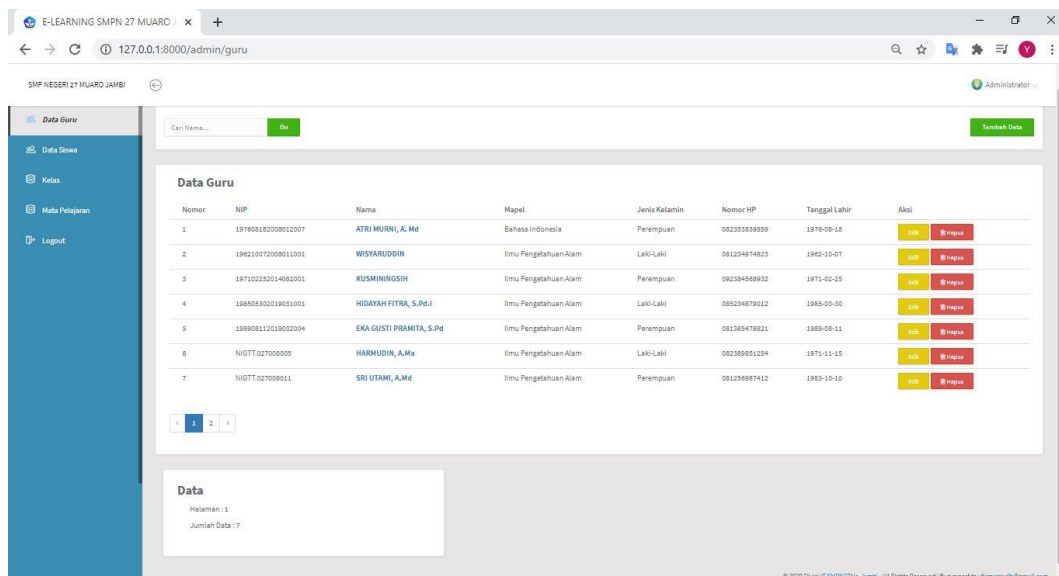 E-LEARNING SMPN 27 MUARO J
127.0.0.1:8000/admin/guru
Y
SMP NEGERI 27 MUARO JAMBI
Administrator
Data Guru
Data Siswa
Kelas
Mata Pelajaran
Logout
Cari Nama... Go Tambah Data
Data Guru
Nomor NIP Nama Mapel Jenis Kelamin Nomor HP Tanggal Lahir Aksi
1 197608182008012007 ATRI MURNI, A. Md Bahasa Indonesia Perempuan 082353839859 1976-08-18 Edit Hapus
2 196210072008011001 WISYARUDDIN Ilmu Pengetahuan Alam Laki-Laki 081234974823 1962-10-07 Edit Hapus
3 197102252014082001 KUSMININGSIH Ilmu Pengetahuan Alam Perempuan 092384568932 1971-02-25 Edit Hapus
4 198503302019031001 HIDAYAH FITRA, S.Pd.I Ilmu Pengetahuan Alam Laki-Laki 085234879012 1985-03-30 Edit Hapus
5 198908112019032004 EKA GUSTI PRAMITA, S.Pd Ilmu Pengetahuan Alam Perempuan 081365479821 1989-08-11 Edit Hapus
6 NIGTT.027008005 HARMUDIN, A.Ma Ilmu Pengetahuan Alam Laki-Laki 082389831234 1971-11-15 Edit Hapus
7 NIGTT.027008011 SRI UTAMI, A.Md Ilmu Pengetahuan Alam Perempuan 081256987412 1983-10-10 Edit Hapus
1 2
Data
Halaman : 1
Jumlah Data : 7